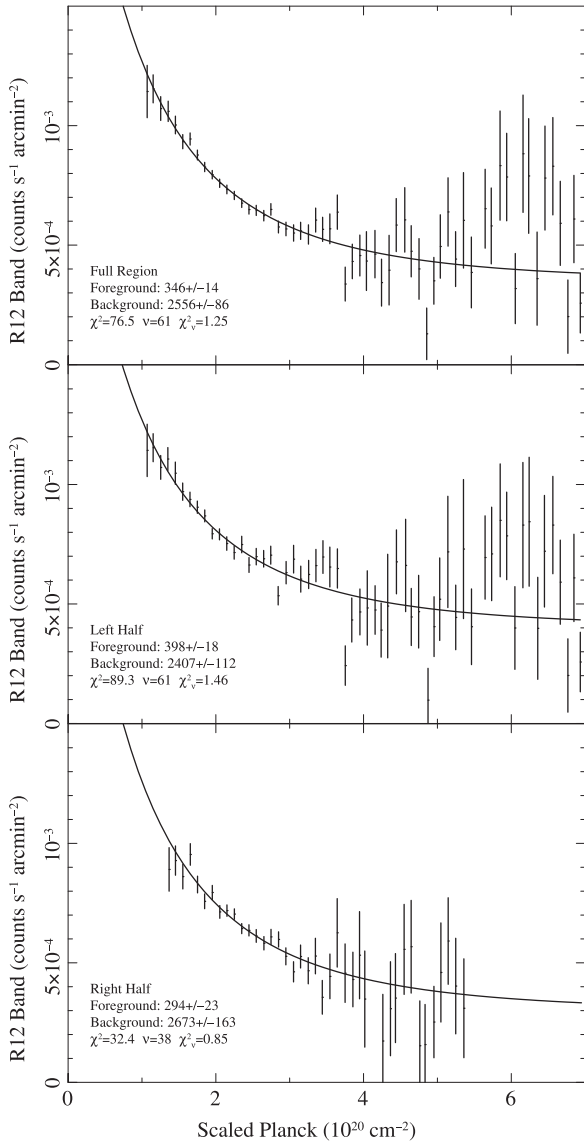 R12 Band (counts s⁻¹ arcmin⁻²)
10⁻³
5×10⁻⁴
0
Full Region
Foreground: 346+/−14
Background: 2556+/−86
χ²=76.5 ν=61 χ²ᵥ=1.25
R12 Band (counts s⁻¹ arcmin⁻²)
10⁻³
5×10⁻⁴
0
Left Half
Foreground: 398+/−18
Background: 2407+/−112
χ²=89.3 ν=61 χ²ᵥ=1.46
R12 Band (counts s⁻¹ arcmin⁻²)
10⁻³
5×10⁻⁴
0
Right Half
Foreground: 294+/−23
Background: 2673+/−163
χ²=32.4 ν=38 χ²ᵥ=0.85
0 2 4 6
Scaled Planck (10²⁰ cm⁻²)